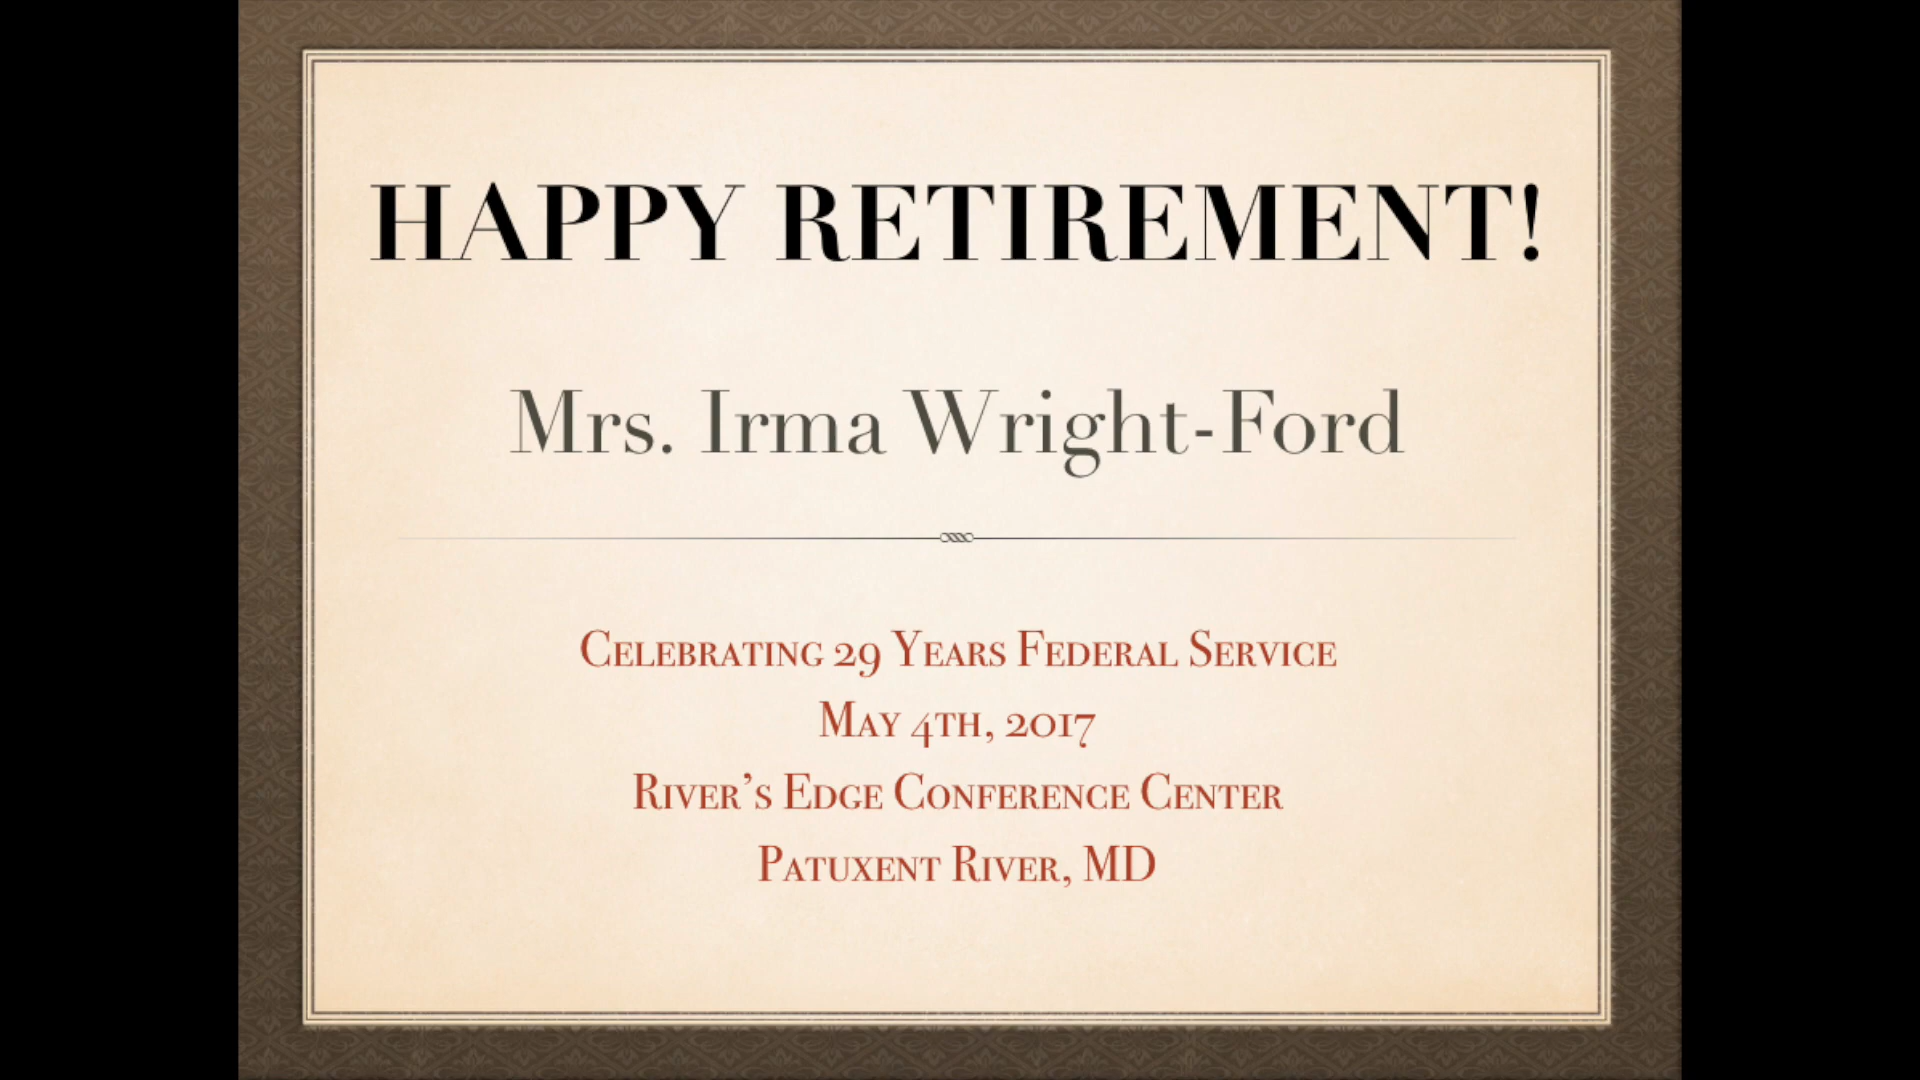 HAPPY RETIREMENT!
Mrs. Irma Wright-Ford
Celebrating 29 Years Federal Service
May 4th, 2017
River’s Edge Conference Center
Patuxent River, MD